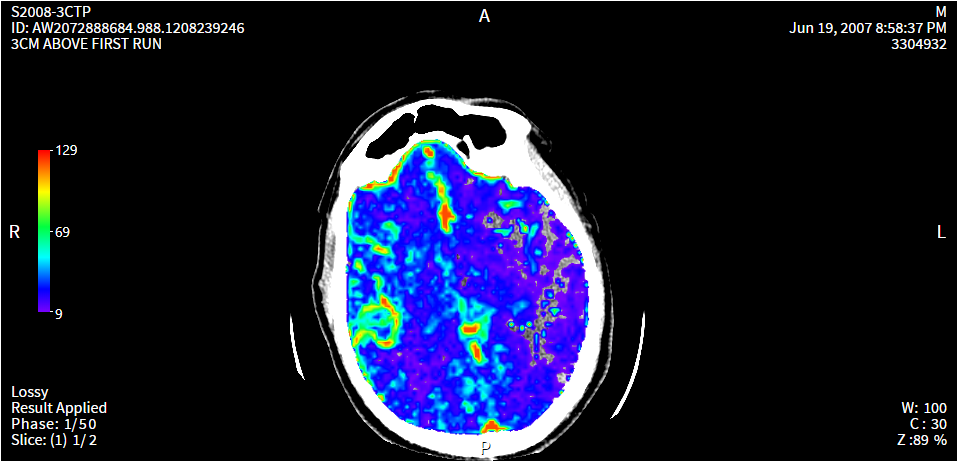 S2008-3CTP
ID: AW2072888684.988.1208239246
3CM ABOVE FIRST RUN
A
M
Jun 19, 2007 8:58:37 PM
3304932
129
69
9
R
L
Lossy
Result Applied
Phase: 1/50
Slice: (1) 1/2
P
W: 100
C : 30
Z :89 %